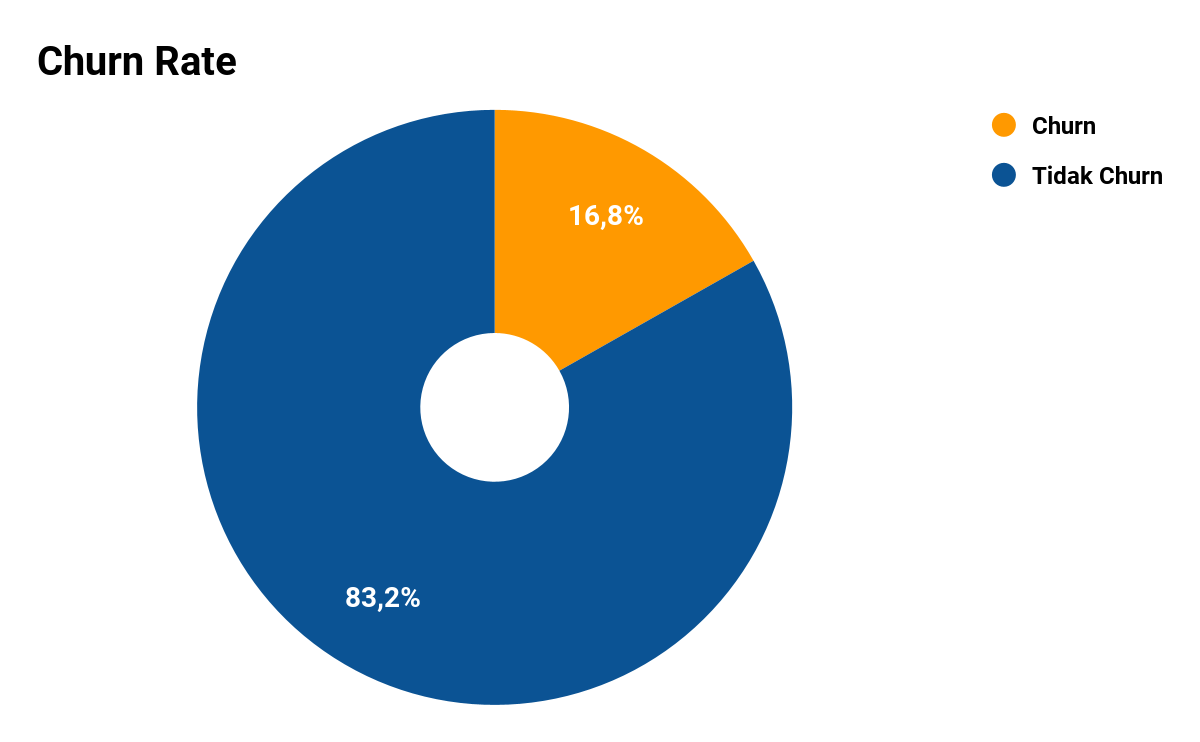 Churn Rate
Churn
Tidak Churn
16,8%
83,2%